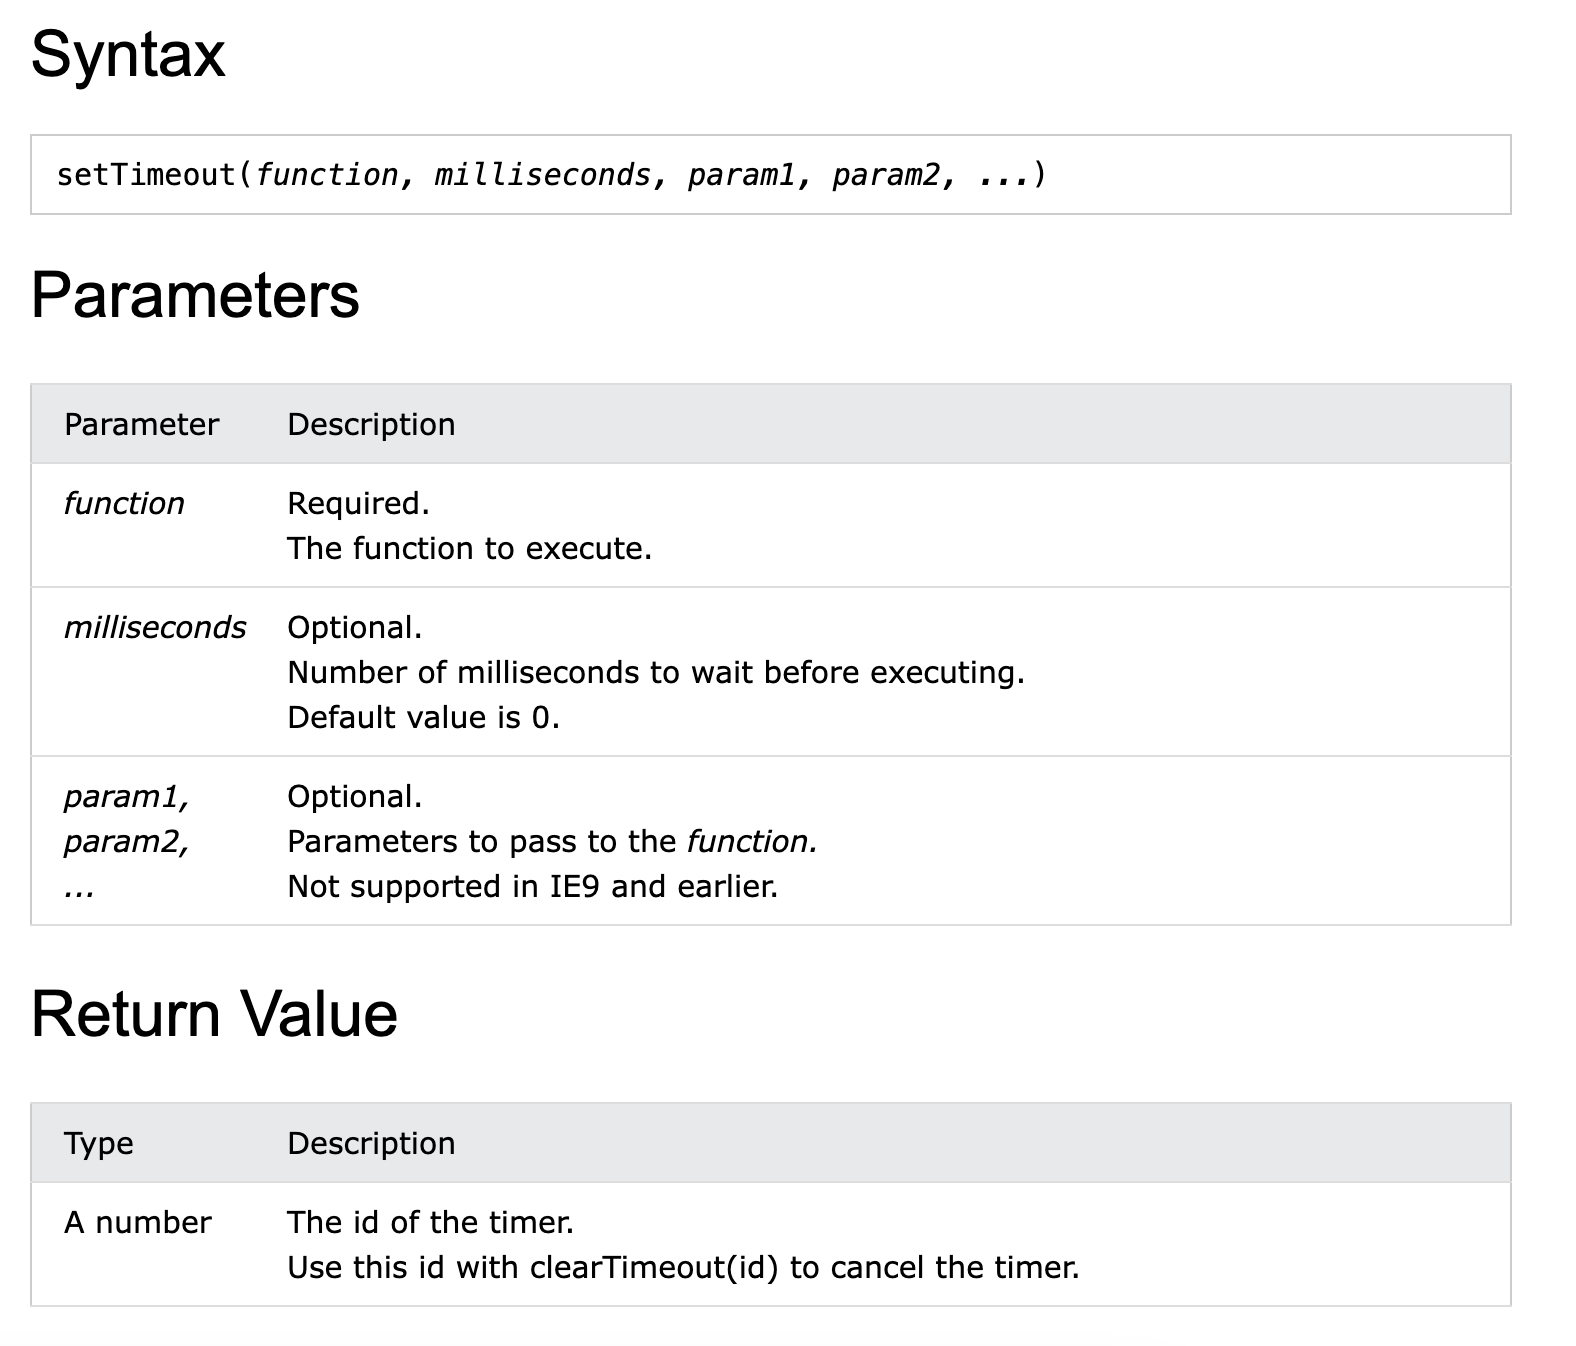 Syntax
setTimeout(function, milliseconds, param1, param2, ...)
Parameters
Parameter Description
function Required.
The function to execute.
milliseconds Optional.
Number of milliseconds to wait before executing.
Default value is 0.
param1, Optional.
param2, Parameters to pass to the function.
... Not supported in IE9 and earlier.
Return Value
Type Description
A number The id of the timer.
Use this id with clearTimeout(id) to cancel the timer.